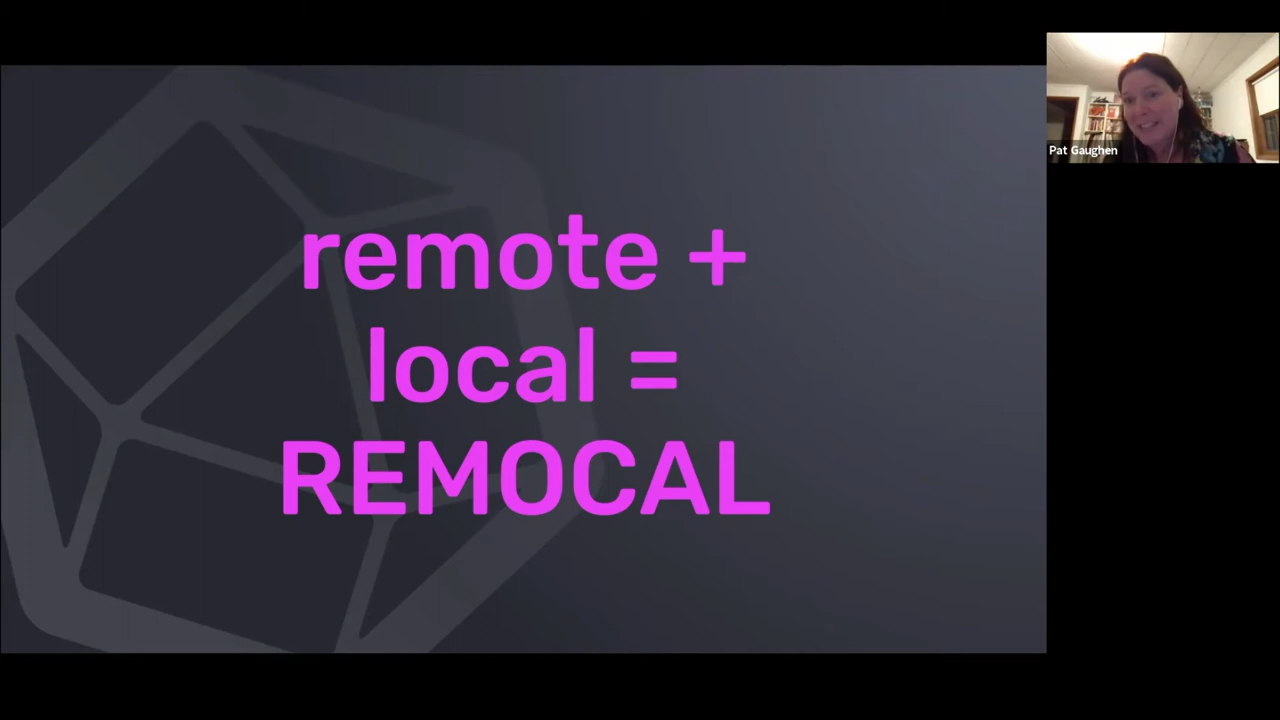 remote +
local =
REMOCAL
Pat Gaughen